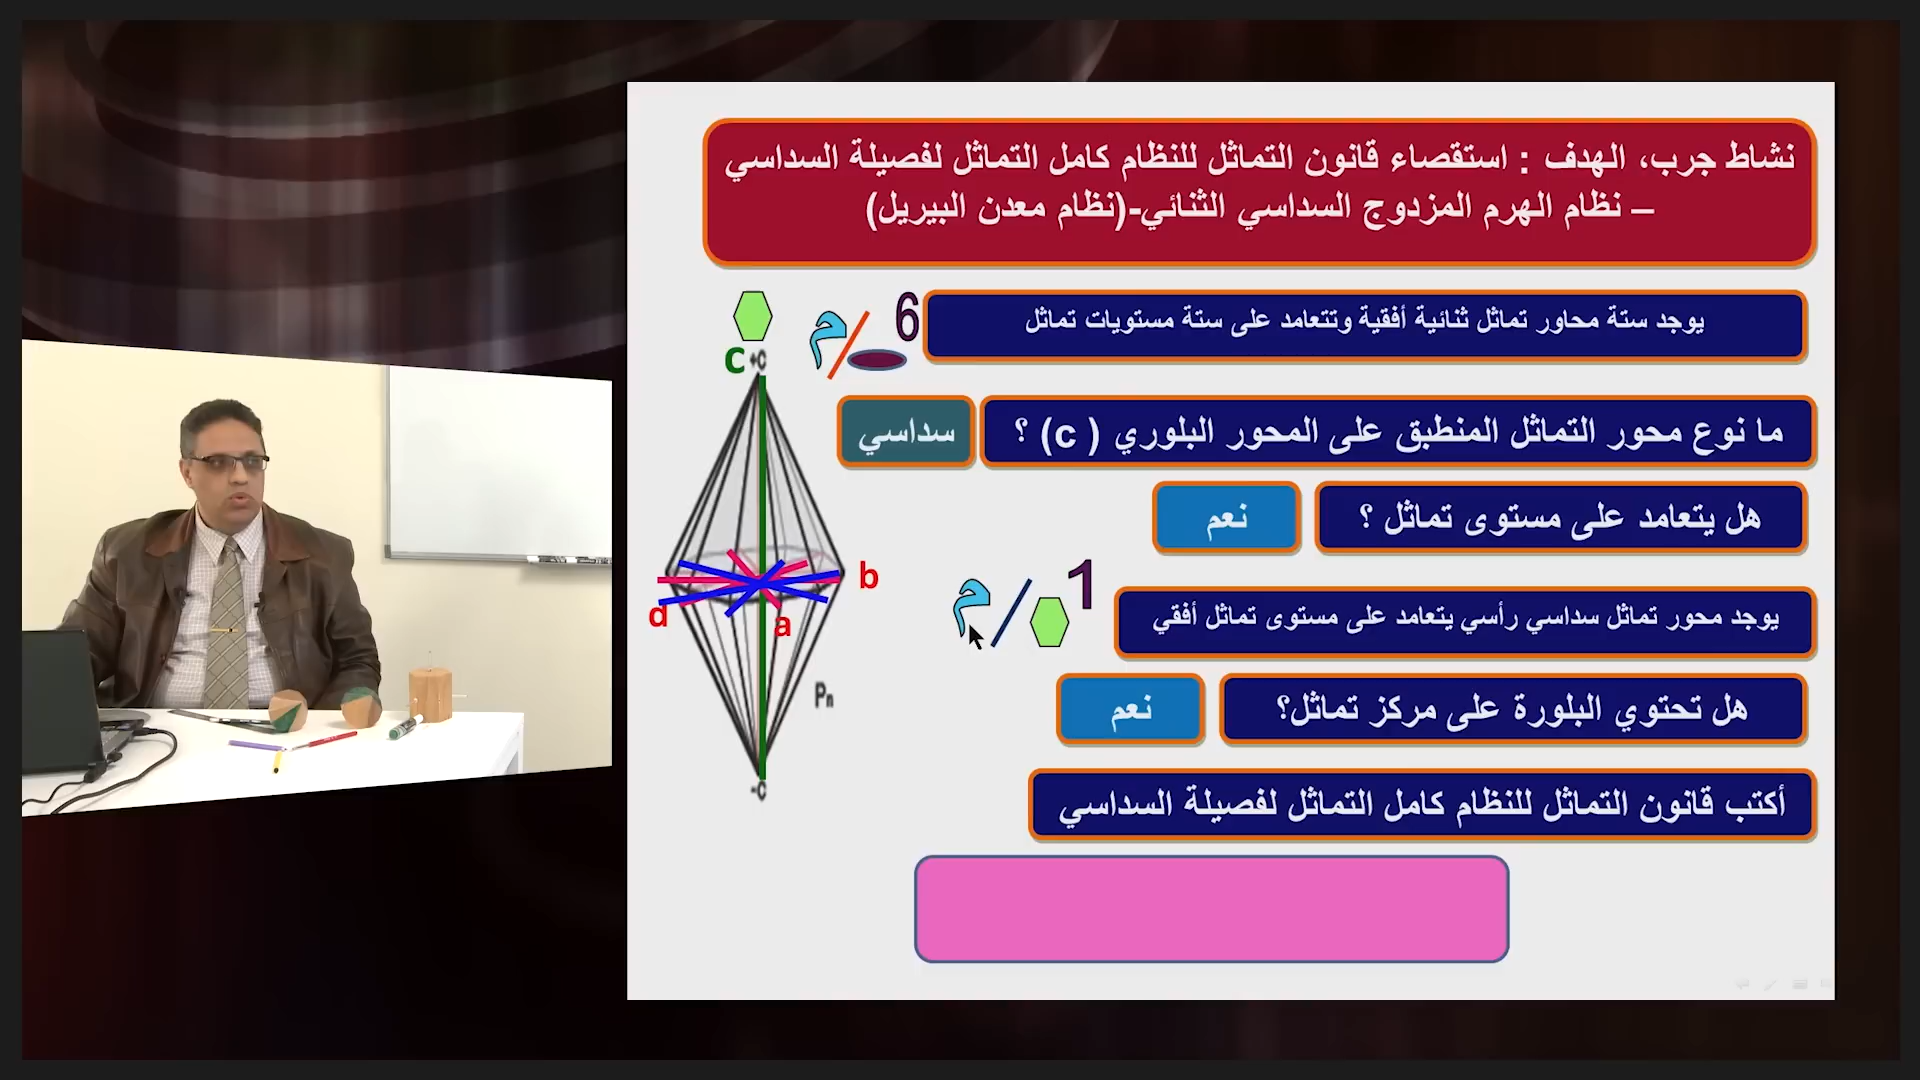 نشاط جرب، الهدف : استقصاء قانون التماثل للنظام كامل التماثل لفصيلة السداسي
– نظام الهرم المزدوج السداسي الثنائي-(نظام معدن البيريل)
يوجد ستة محاور تماثل ثنائية أفقية وتتعامد على ستة مستويات تماثل
6
/م
c +c
ما نوع محور التماثل المنطبق على المحور البلوري ( c) ؟
سداسي
هل يتعامد على مستوى تماثل ؟
نعم
b
d
a
1
/م
يوجد محور تماثل سداسي رأسي يتعامد على مستوى تماثل أفقي
Pn
هل تحتوي البلورة على مركز تماثل؟
نعم
-c
أكتب قانون التماثل للنظام كامل التماثل لفصيلة السداسي